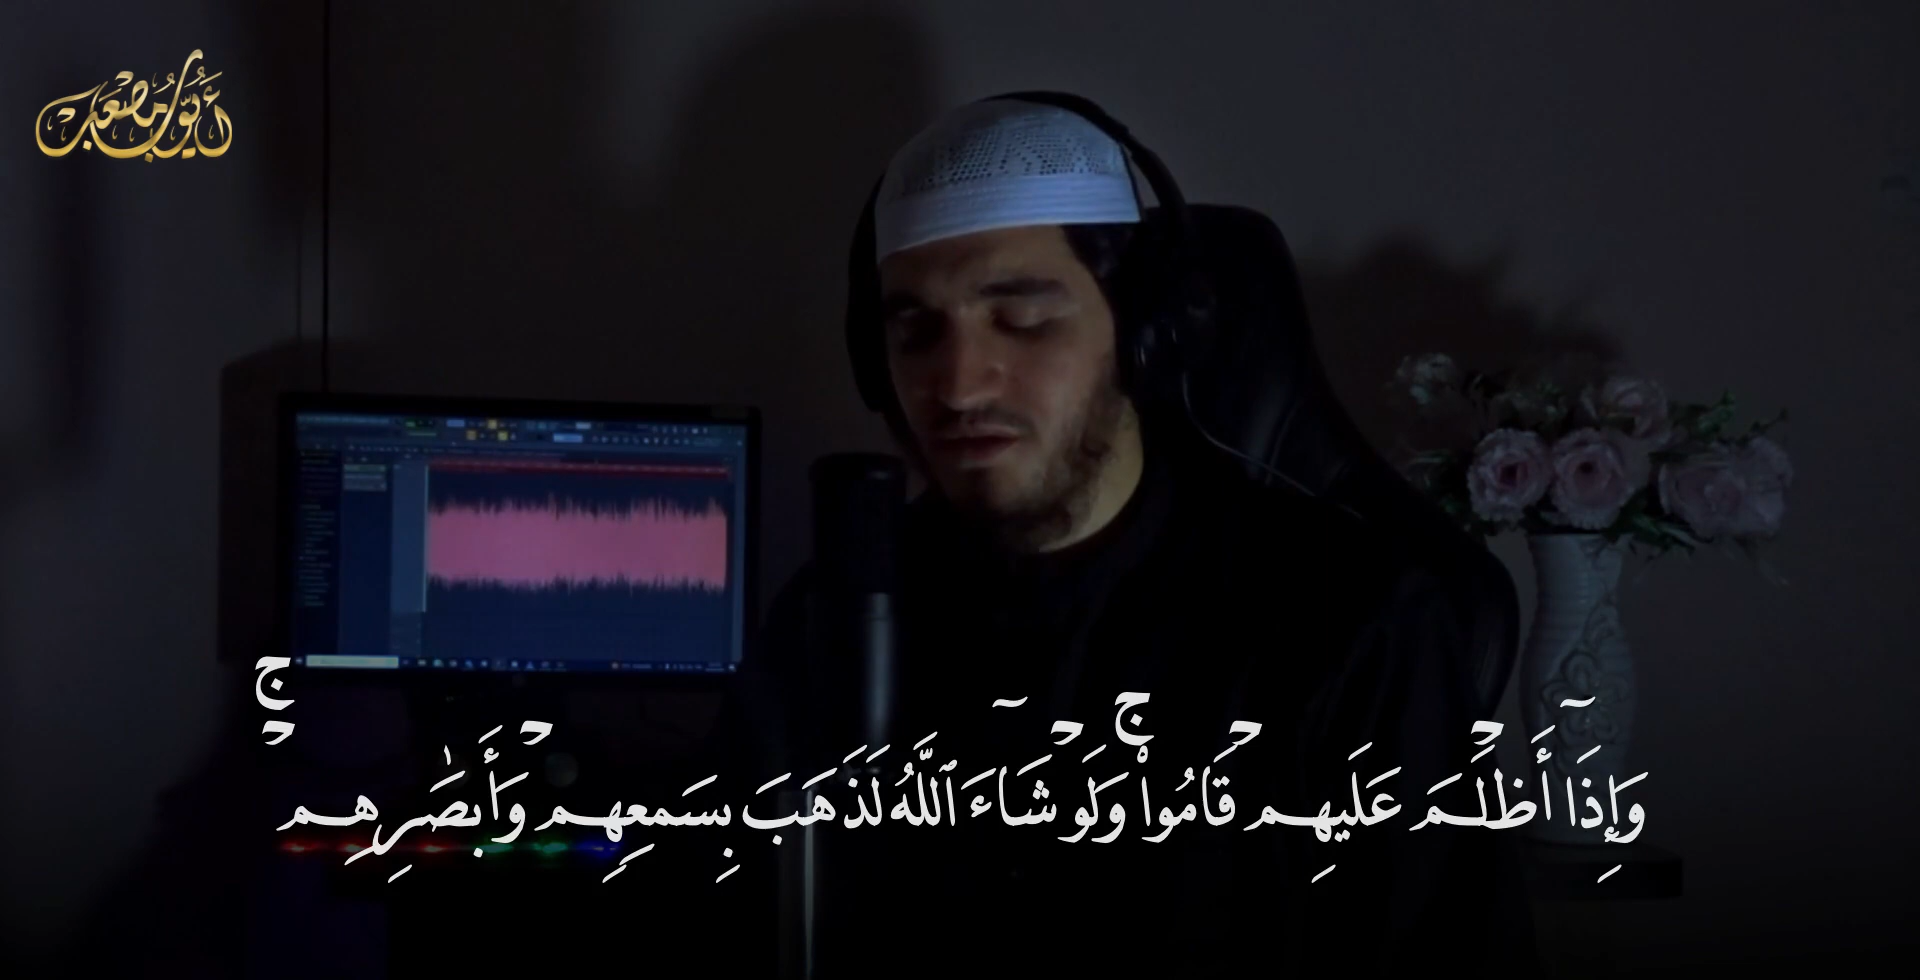 أيوب مصعب
وَإِذَآ أَظۡلَمَ عَلَيۡهِمۡ قَامُواْۚ وَلَوۡ شَآءَ ٱللَّهُ لَذَهَبَ بِسَمۡعِهِمۡ وَأَبۡصَٰرِهِمۡۚ